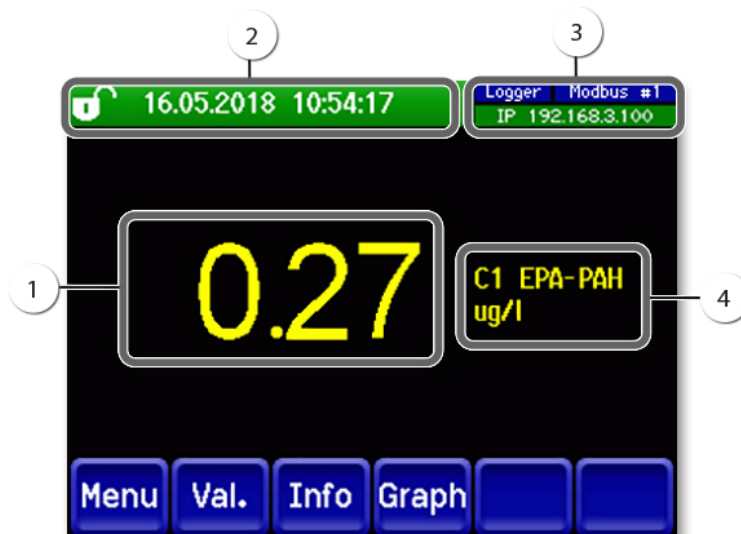 2
3
16.05.2018 10:54:17
Logger Modbus #1
IP 192.168.3.100
1
0.27
C1 EPA-PAH
ug/l
4
Menu Val. Info Graph